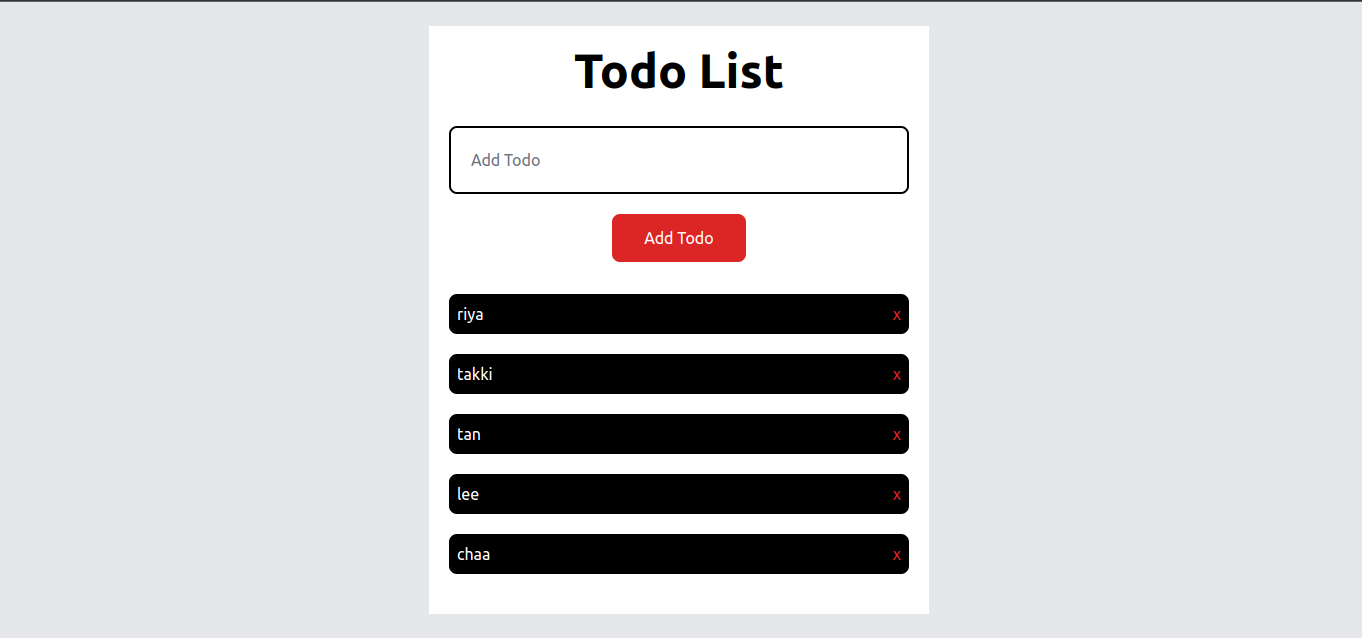 Todo List
Add Todo
Add Todo
riya x
takki x
tan x
lee x
chaa x